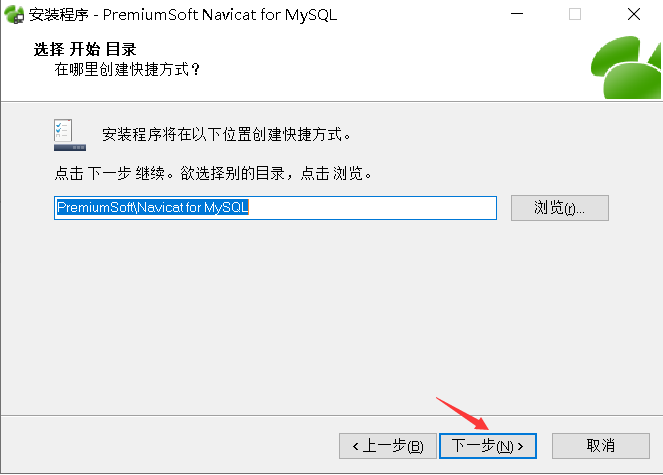 安装程序 - PremiumSoft Navicat for MySQL
选择 开始 目录
在哪里创建快捷方式？
安装程序将在以下位置创建快捷方式。
点击 下一步 继续。欲选择别的目录，点击 浏览。
PremiumSoft\Navicat for MySQL
浏览(r)...
< 上一步(B)
下一步(N) >
取消